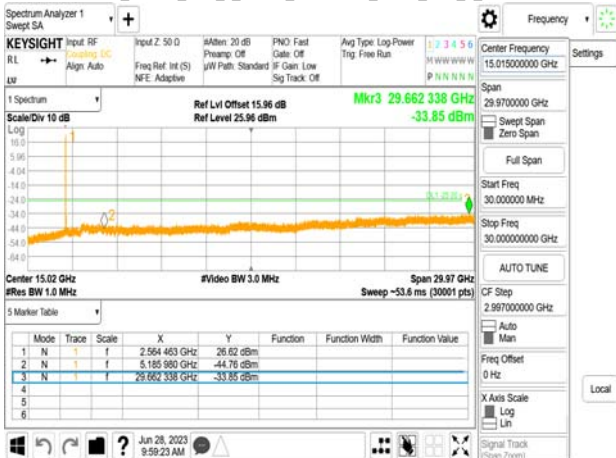 Spectrum Analyzer 1
Swept SA
Frequency
KEYSIGHT
Input: RF
Coupling: DC
Align: Auto
Input Z: 50 Ω
Freq Ref: Int (S)
NFE: Adaptive
#Atten: 20 dB
Preamp: Off
µW Path: Standard
PNO: Fast
Gate: Off
IF Gain: Low
Sig Track: Off
Avg Type: Log-Power
Trig: Free Run
1 2 3 4 5 6
M W W W W W
P N N N N N
RL
LXI
1 Spectrum
Scale/Div 10 dB
Ref Lvl Offset 15.96 dB
Ref Level 25.96 dBm
Mkr3 29.662 338 GHz
-33.85 dBm
Log
16.0
5.96
-4.04
-14.0
-24.0
-34.0
-44.0
-54.0
-64.0
1
2
Center 15.02 GHz
#Res BW 1.0 MHz
#Video BW 3.0 MHz
Span 29.97 GHz
Sweep ~53.6 ms (30001 pts)
5 Marker Table
Mode Trace Scale X Y Function Function Width Function Value
1 N 1 f 2.564 463 GHz 26.62 dBm
2 N 1 f 5.185 980 GHz -44.76 dBm
3 N 1 f 29.662 338 GHz -33.85 dBm
4
5
6
Jun 28, 2023
9:59:23 AM
Center Frequency
15.015000000 GHz
Span
29.9700000 GHz
Swept Span
Zero Span
Full Span
Start Freq
30.000000 MHz
Stop Freq
30.000000000 GHz
AUTO TUNE
CF Step
2.997000000 GHz
Auto
Man
Freq Offset
0 Hz
X Axis Scale
Log
Lin
Signal Track
(Span Zoom)
Settings
Local